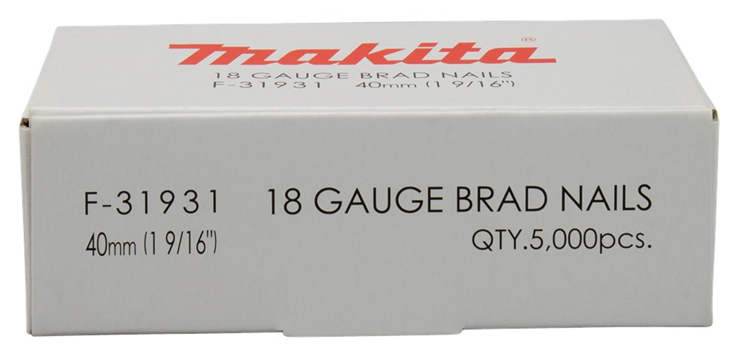 makita®
18 GAUGE BRAD NAILS
F-31931 40mm (1 9/16")
F-31931 18 GAUGE BRAD NAILS
40mm (1 9/16") QTY.5,000pcs.